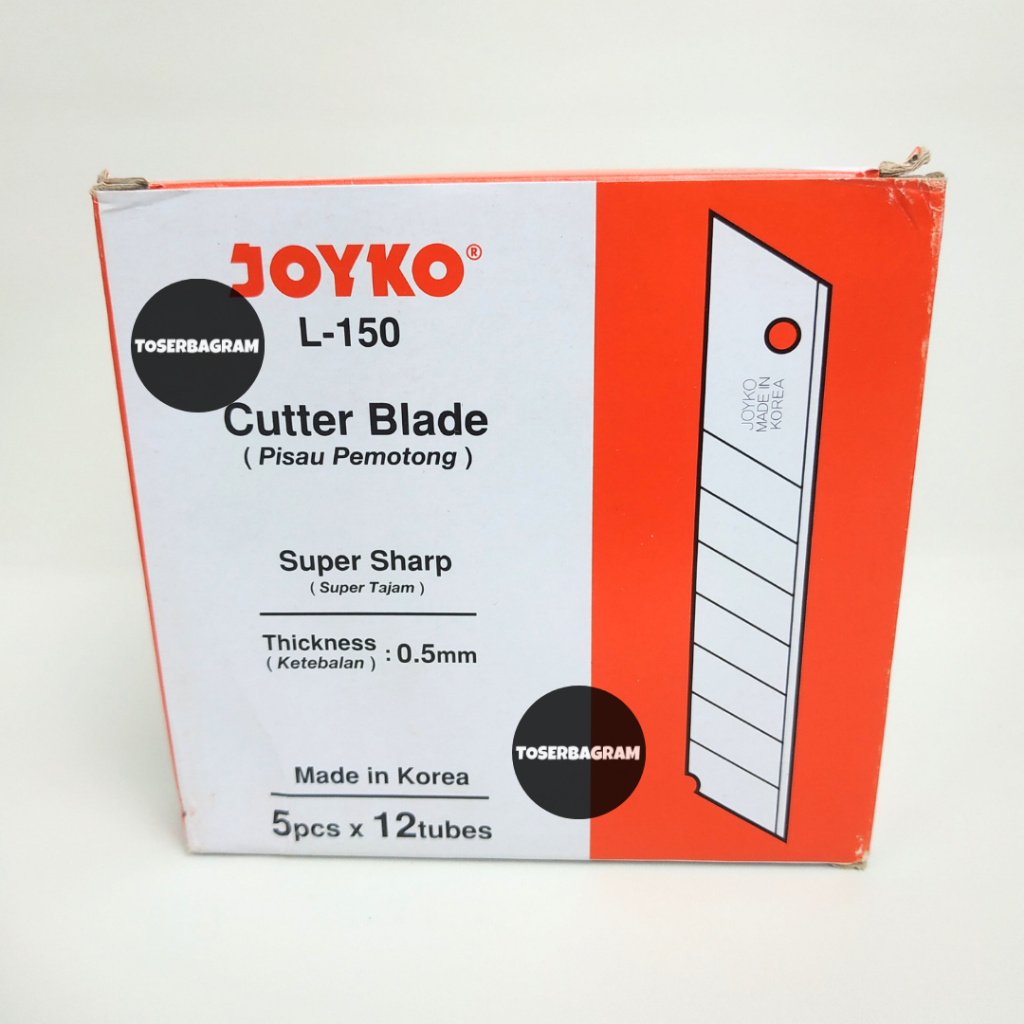 JOYKO®
L-150
TOSERBAGRAM
Cutter Blade
( Pisau Pemotong )
Super Sharp
( Super Tajam )
Thickness
( Ketebalan )
: 0.5mm
Made in Korea
5pcs x 12tubes
JOYKO
MADE IN
KOREA
TOSERBAGRAM